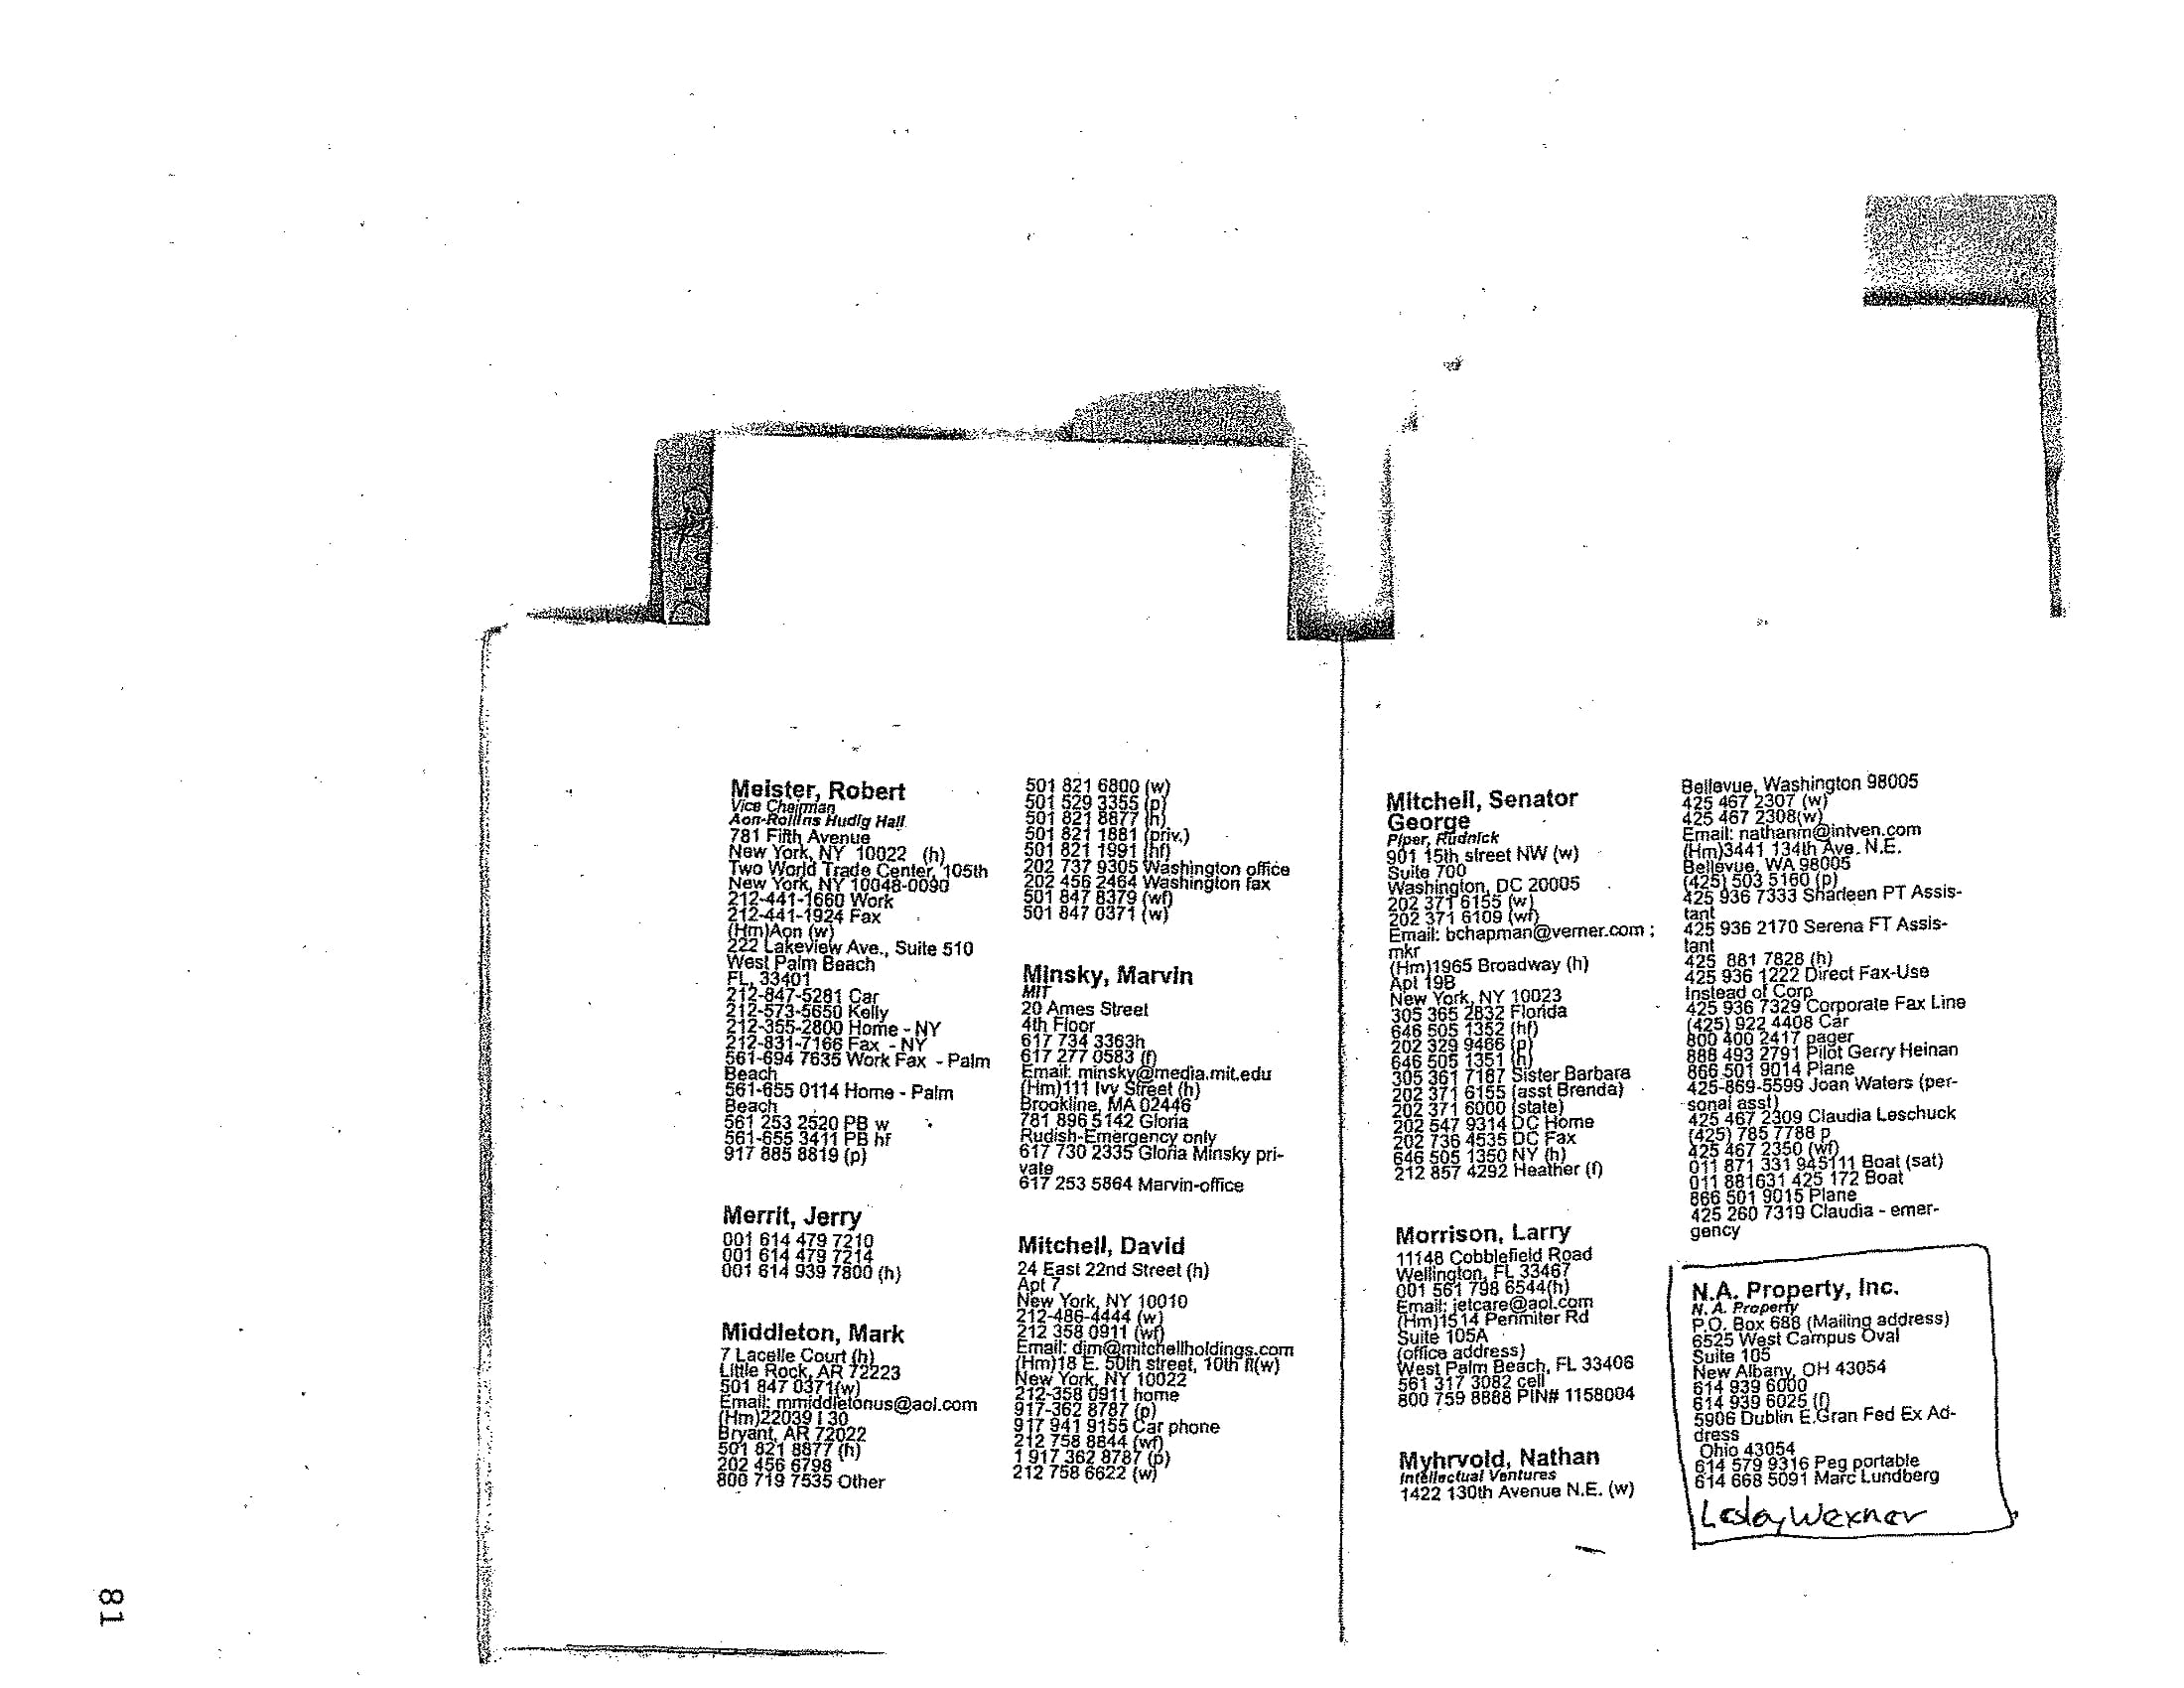 Meister, Robert
Vice Chairman
Aon-Rollins Hudig Hall
781 Fifth Avenue
New York, NY 10022 (h)
Two World Trade Center, 105th
New York, NY 10048-0090
212-441-1660 Work
212-441-1924 Fax
(Hm)Aon (w)
222 Lakeview Ave., Suite 510
West Palm Beach
FL, 33401
212-847-5281 Car
212-573-5650 Kelly
212-355-2800 Home - NY
212-831-7166 Fax - NY
561-694 7635 Work Fax - Palm
Beach
561-655 0114 Home - Palm
Beach
561 253 2520 PB w
561-655 3411 PB hf
917 885 8819 (p)
Merrit, Jerry
001 614 479 7210
001 614 479 7214
001 614 939 7800 (h)
Middleton, Mark
7 Lacelle Court (h)
Little Rock, AR 72223
501 847 0371(w)
Email: mmiddletonus@aol.com
(Hm)22039 I 30
Bryant, AR 72022
501 821 8877 (h)
202 456 6798
800 719 7535 Other
501 821 6800 (w)
501 529 3355 (p)
501 821 8877 (h)
501 821 1881 (priv.)
501 821 1991 (hf)
202 737 9305 Washington office
202 456 2464 Washington fax
501 847 8379 (wf)
501 847 0371 (w)
Minsky, Marvin
MIT
20 Ames Street
4th Floor
617 734 3363h
617 277 0583 (f)
Email: minsky@media.mit.edu
(Hm)111 Ivy Street (h)
Brookline, MA 02446
781 896 5142 Gloria
Rudish-Emergency only
617 730 2335 Gloria Minsky pri-
vate
617 253 5864 Marvin-office
Mitchell, David
24 East 22nd Street (h)
Apt 7
New York, NY 10010
212-486-4444 (w)
212 358 0911 (wf)
Email: djm@mitchellholdings.com
(Hm)18 E. 50th street, 10th fl(w)
New York, NY 10022
212-358 0911 home
917-362 8787 (p)
917 941 9155 Car phone
212 758 8844 (wf)
1 917 362 8787 (p)
212 758 6622 (w)
Mitchell, Senator
George
Piper, Rudnick
901 15th street NW (w)
Suite 700
Washington, DC 20005
202 371 6155 (w)
202 371 6109 (wf)
Email: bchapman@verner.com ;
mkr
(Hm)1965 Broadway (h)
Apt 19B
New York, NY 10023
305 365 2832 Florida
646 505 1352 (hf)
202 329 9466 (p)
646 505 1351 (h)
305 361 7187 Sister Barbara
202 371 6155 (asst Brenda)
202 371 6000 (state)
202 547 9314 DC Home
202 736 4535 DC Fax
646 505 1350 NY (h)
212 857 4292 Heather (f)
Morrison, Larry
11148 Cobblefield Road
Wellington, FL 33467
001 561 798 6544(h)
Email: jetcare@aol.com
(Hm)1514 Perimiter Rd
Suite 105A
(office address)
West Palm Beach, FL 33406
561 317 3082 cell
800 759 8888 PIN# 1158004
Myhrvold, Nathan
Intellectual Ventures
1422 130th Avenue N.E. (w)
Bellevue, Washington 98005
425 467 2307 (w)
425 467 2308(w)
Email: nathanm@intven.com
(Hm)3441 134th Ave. N.E.
Bellevue, WA 98005
(425) 503 5160 (p)
425 936 7333 Sharleen PT Assis-
tant
425 936 2170 Serena FT Assis-
tant
425 881 7828 (h)
425 936 1222 Direct Fax-Use
Instead of Corp
425 936 7329 Corporate Fax Line
(425) 922 4408 Car
800 400 2417 pager
888 493 2791 Pilot Gerry Heinan
866 501 9014 Plane
425-869-5599 Joan Waters (per-
sonal asst)
425 467 2309 Claudia Leschuck
(425) 785 7788 p
425 467 2350 (wf)
011 871 331 945111 Boat (sat)
011 881631 425 172 Boat
866 501 9015 Plane
425 260 7319 Claudia - emer-
gency
N.A. Property, Inc.
N. A. Property
P.O. Box 688 (Mailing address)
6525 West Campus Oval
Suite 105
New Albany, OH 43054
614 939 6000
614 939 6025 (f)
5906 Dublin E.Gran Fed Ex Ad-
dress
Ohio 43054
614 579 9316 Peg portable
614 668 5091 Marc Lundberg
Lesley Wexner
81